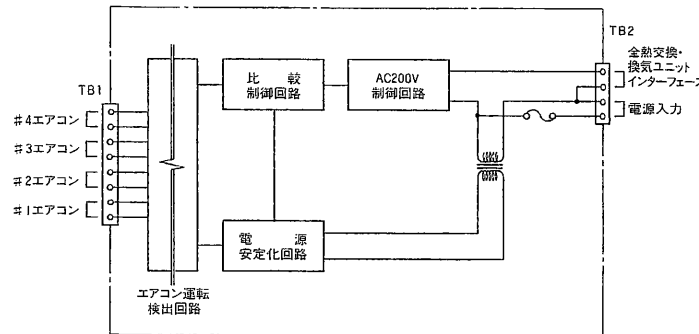 TB2
全熱交換・
換気ユニット
インターフェース
電源入力
TB1
#4エアコン
#3エアコン
#2エアコン
#1エアコン
比較
制御回路
AC200V
制御回路
電源
安定化回路
エアコン運転
検出回路